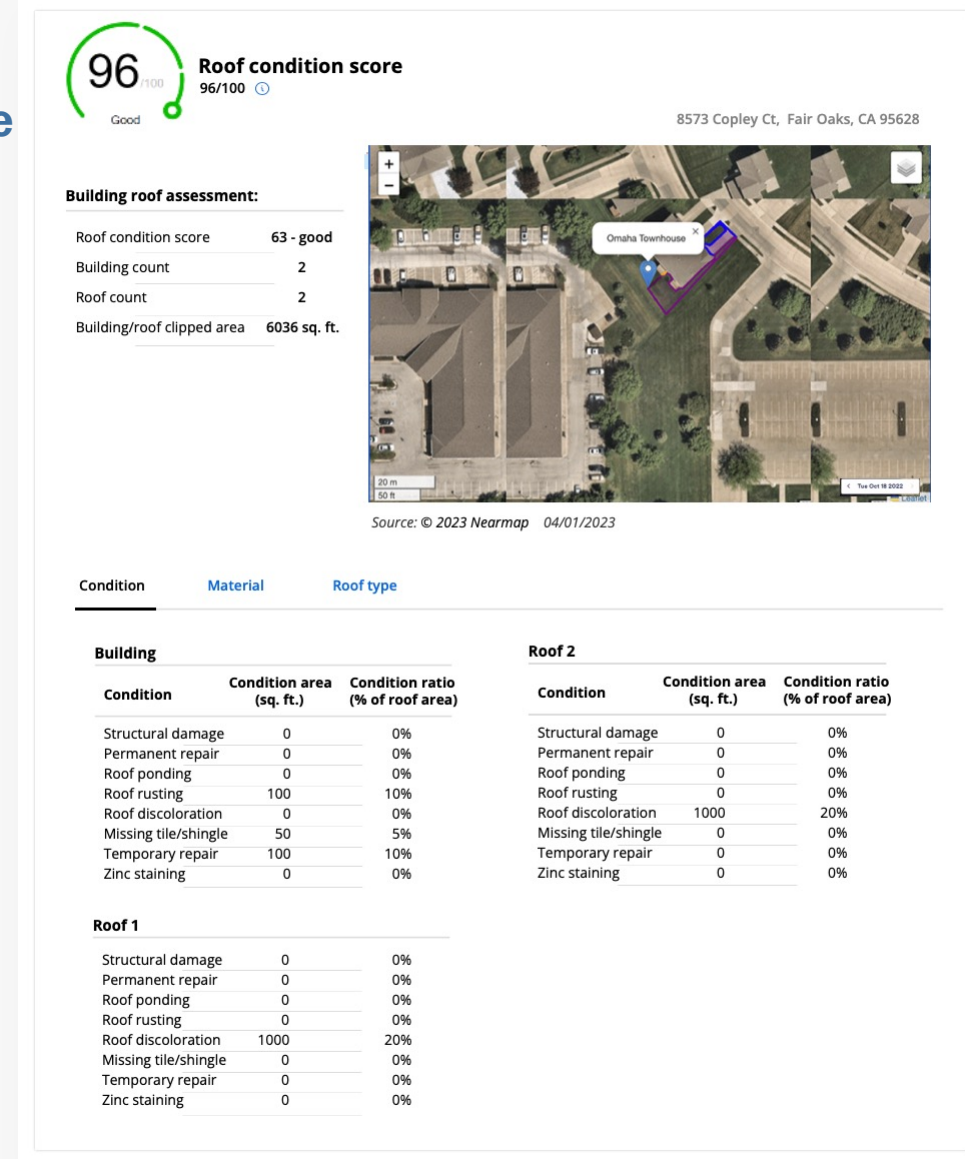 e
96/100
Good
Roof condition score
96/100
8573 Copley Ct, Fair Oaks, CA 95628
Building roof assessment:
Roof condition score 63 - good
Building count 2
Roof count 2
Building/roof clipped area 6036 sq. ft.
+
−
Omaha Townhouse ×
20 m
50 ft
< Tue Oct 18 2022 >
Leaflet
Source: © 2023 Nearmap 04/01/2023
Condition Material Roof type
Building
Condition Condition area (sq. ft.) Condition ratio (% of roof area)
Structural damage 0 0%
Permanent repair 0 0%
Roof ponding 0 0%
Roof rusting 100 10%
Roof discoloration 0 0%
Missing tile/shingle 50 5%
Temporary repair 100 10%
Zinc staining 0 0%
Roof 2
Condition Condition area (sq. ft.) Condition ratio (% of roof area)
Structural damage 0 0%
Permanent repair 0 0%
Roof ponding 0 0%
Roof rusting 0 0%
Roof discoloration 1000 20%
Missing tile/shingle 0 0%
Temporary repair 0 0%
Zinc staining 0 0%
Roof 1
Structural damage 0 0%
Permanent repair 0 0%
Roof ponding 0 0%
Roof rusting 0 0%
Roof discoloration 1000 20%
Missing tile/shingle 0 0%
Temporary repair 0 0%
Zinc staining 0 0%